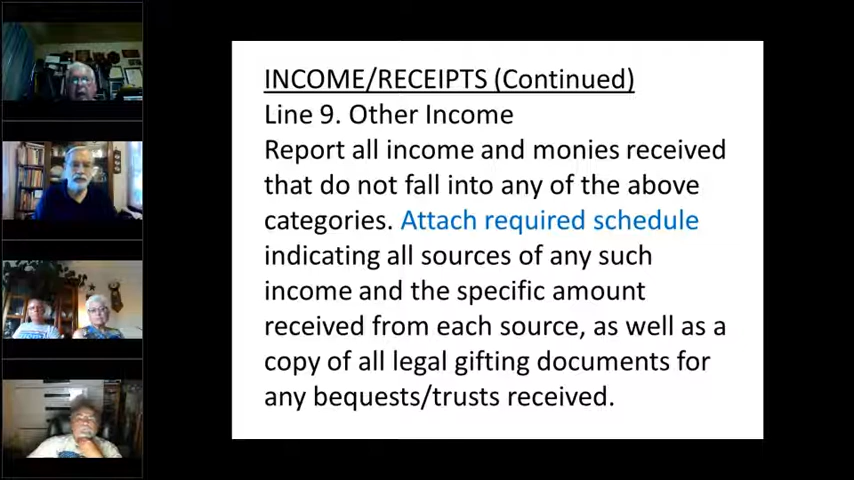 INCOME/RECEIPTS (Continued)
Line 9. Other Income
Report all income and monies received
that do not fall into any of the above
categories. Attach required schedule
indicating all sources of any such
income and the specific amount
received from each source, as well as a
copy of all legal gifting documents for
any bequests/trusts received.